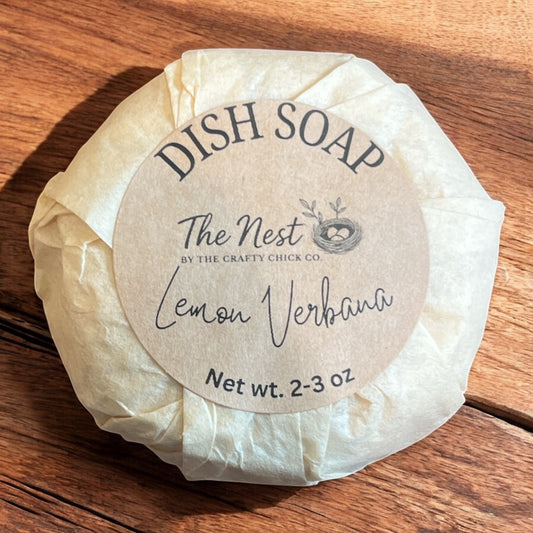 DISH SOAP
The Nest
BY THE CRAFTY CHICK CO.
Lemon Verbana
Net wt. 2-3 oz